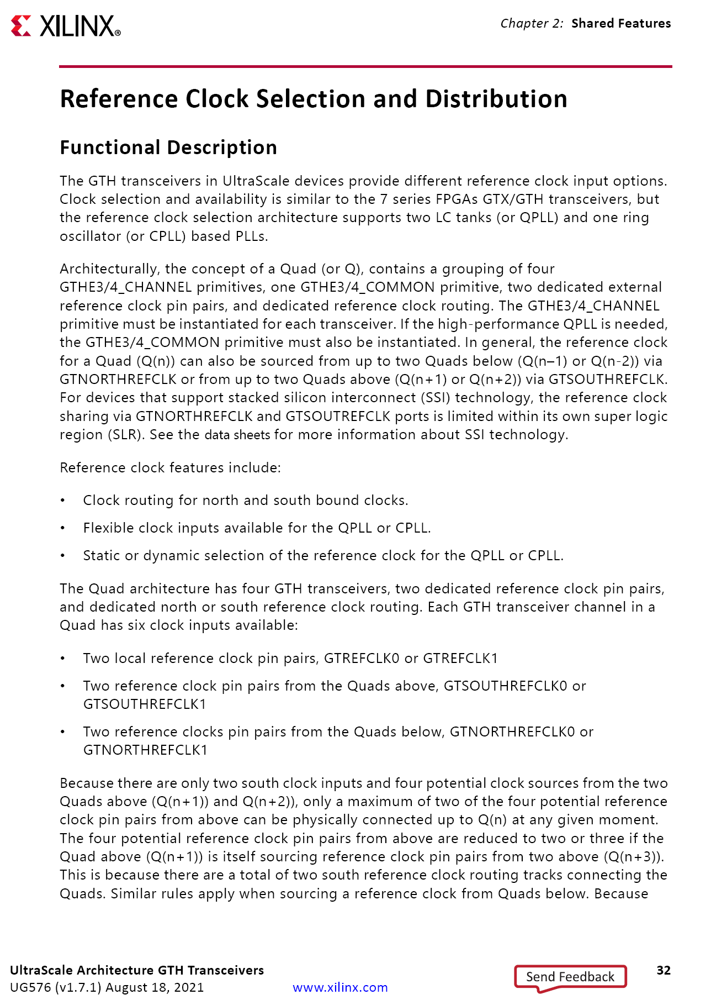 XILINX®
Chapter 2: Shared Features
Reference Clock Selection and Distribution
Functional Description
The GTH transceivers in UltraScale devices provide different reference clock input options.
Clock selection and availability is similar to the 7 series FPGAs GTX/GTH transceivers, but
the reference clock selection architecture supports two LC tanks (or QPLL) and one ring
oscillator (or CPLL) based PLLs.
Architecturally, the concept of a Quad (or Q), contains a grouping of four
GTHE3/4_CHANNEL primitives, one GTHE3/4_COMMON primitive, two dedicated external
reference clock pin pairs, and dedicated reference clock routing. The GTHE3/4_CHANNEL
primitive must be instantiated for each transceiver. If the high-performance QPLL is needed,
the GTHE3/4_COMMON primitive must also be instantiated. In general, the reference clock
for a Quad (Q(n)) can also be sourced from up to two Quads below (Q(n–1) or Q(n-2)) via
GTNORTHREFCLK or from up to two Quads above (Q(n+1) or Q(n+2)) via GTSOUTHREFCLK.
For devices that support stacked silicon interconnect (SSI) technology, the reference clock
sharing via GTNORTHREFCLK and GTSOUTREFCLK ports is limited within its own super logic
region (SLR). See the data sheets for more information about SSI technology.
Reference clock features include:
• Clock routing for north and south bound clocks.
• Flexible clock inputs available for the QPLL or CPLL.
• Static or dynamic selection of the reference clock for the QPLL or CPLL.
The Quad architecture has four GTH transceivers, two dedicated reference clock pin pairs,
and dedicated north or south reference clock routing. Each GTH transceiver channel in a
Quad has six clock inputs available:
• Two local reference clock pin pairs, GTREFCLK0 or GTREFCLK1
• Two reference clock pin pairs from the Quads above, GTSOUTHREFCLK0 or
GTSOUTHREFCLK1
• Two reference clocks pin pairs from the Quads below, GTNORTHREFCLK0 or
GTNORTHREFCLK1
Because there are only two south clock inputs and four potential clock sources from the two
Quads above (Q(n+1)) and Q(n+2)), only a maximum of two of the four potential reference
clock pin pairs from above can be physically connected up to Q(n) at any given moment.
The four potential reference clock pin pairs from above are reduced to two or three if the
Quad above (Q(n+1)) is itself sourcing reference clock pin pairs from two above (Q(n+3)).
This is because there are a total of two south reference clock routing tracks connecting the
Quads. Similar rules apply when sourcing a reference clock from Quads below. Because
UltraScale Architecture GTH Transceivers
UG576 (v1.7.1) August 18, 2021
www.xilinx.com
Send Feedback
32